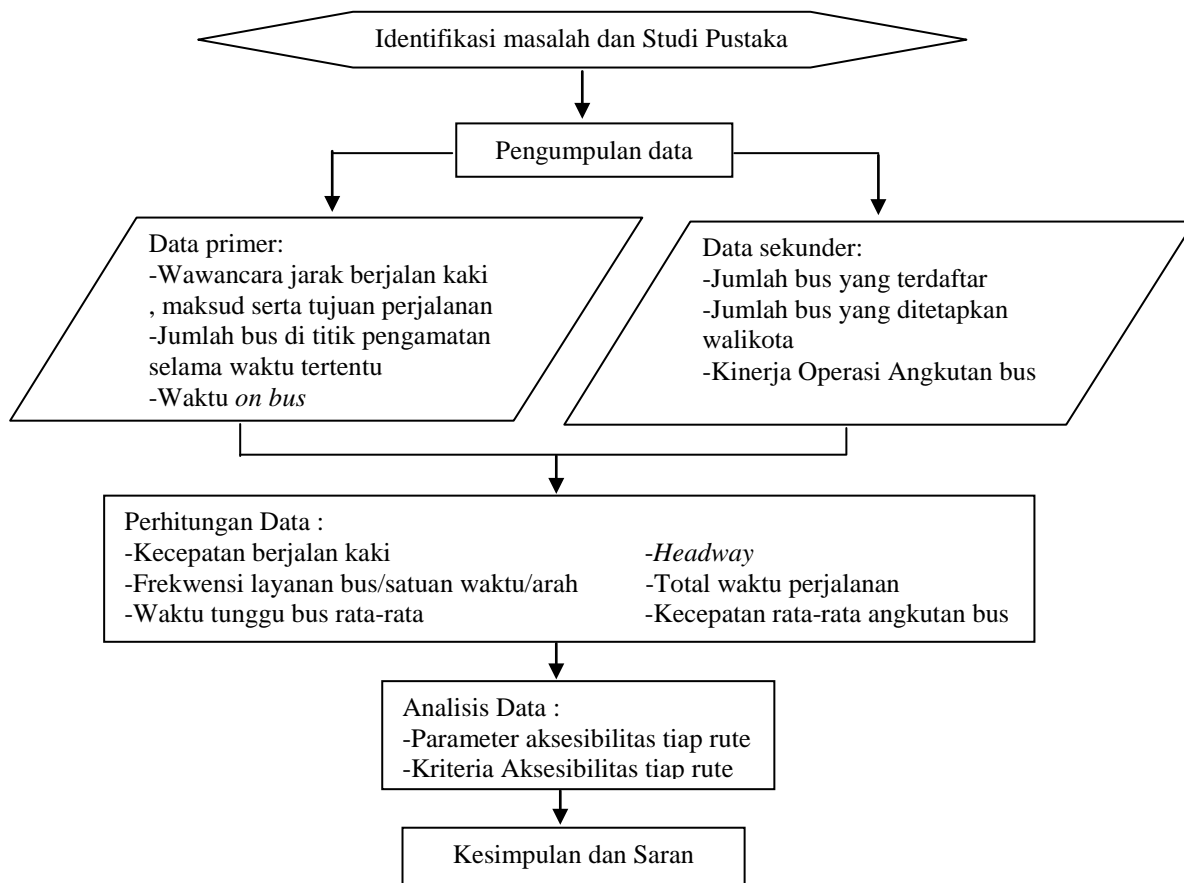 Identifikasi masalah dan Studi Pustaka
Pengumpulan data
Data primer:
-Wawancara jarak berjalan kaki
, maksud serta tujuan perjalanan
-Jumlah bus di titik pengamatan
selama waktu tertentu
-Waktu on bus
Data sekunder:
-Jumlah bus yang terdaftar
-Jumlah bus yang ditetapkan
walikota
-Kinerja Operasi Angkutan bus
Perhitungan Data :
-Kecepatan berjalan kaki
-Frekwensi layanan bus/satuan waktu/arah
-Waktu tunggu bus rata-rata
-Headway
-Total waktu perjalanan
-Kecepatan rata-rata angkutan bus
Analisis Data :
-Parameter aksesibilitas tiap rute
-Kriteria Aksesibilitas tiap rute
Kesimpulan dan Saran